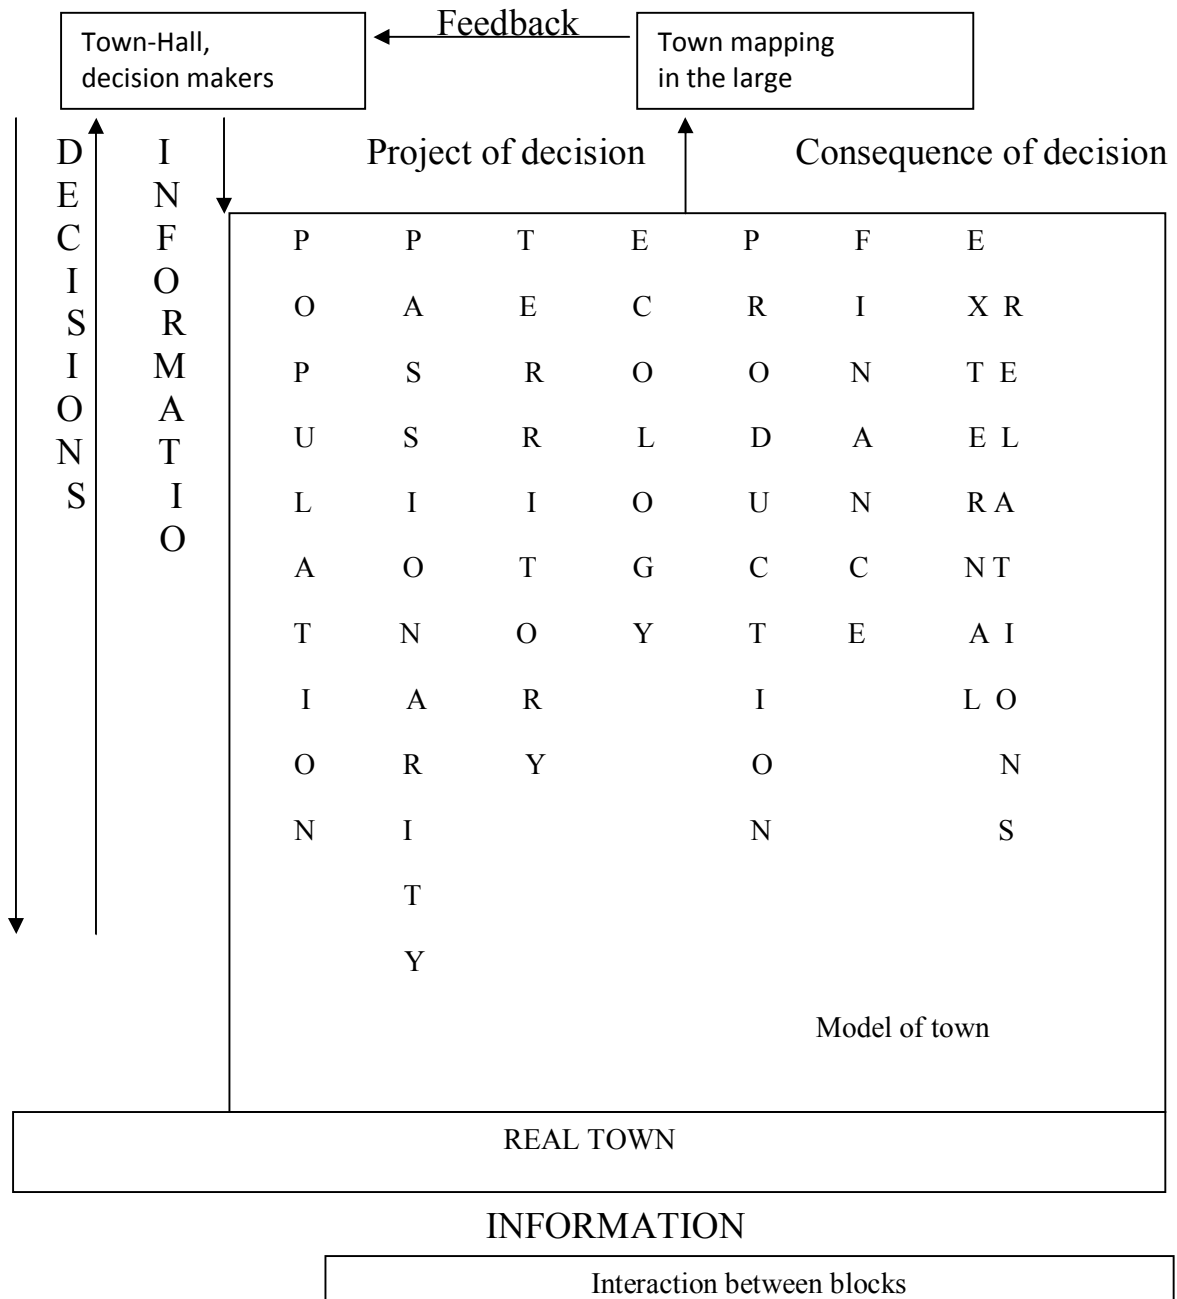 Feedback
Town-Hall,
decision makers
Town mapping
in the large
DECISIONS
INFORMATIO
Project of decision
Consequence of decision
POPULATION
PASSIONARITY
TERRITORY
ECOLOGY
PRODUCTION
FINANCE
EXTERNAL
RELATIONS
Model of town
REAL TOWN
INFORMATION
Interaction between blocks